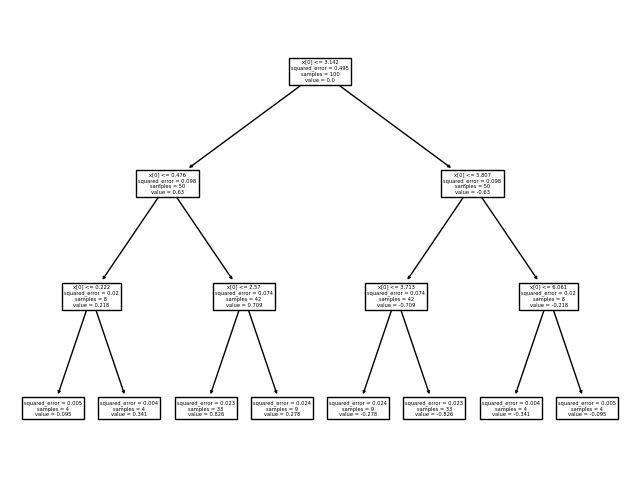 x[0] <= 3.142
squared_error = 0.495
samples = 100
value = 0.0
x[0] <= 0.476
squared_error = 0.098
samples = 50
value = 0.63
x[0] <= 5.807
squared_error = 0.098
samples = 50
value = -0.63
x[0] <= 0.222
squared_error = 0.02
samples = 8
value = 0.218
x[0] <= 2.57
squared_error = 0.074
samples = 42
value = 0.709
x[0] <= 3.713
squared_error = 0.074
samples = 42
value = -0.709
x[0] <= 6.061
squared_error = 0.02
samples = 8
value = -0.218
squared_error = 0.005
samples = 4
value = 0.095
squared_error = 0.004
samples = 4
value = 0.341
squared_error = 0.023
samples = 33
value = 0.826
squared_error = 0.024
samples = 9
value = 0.278
squared_error = 0.024
samples = 9
value = -0.278
squared_error = 0.023
samples = 33
value = -0.826
squared_error = 0.004
samples = 4
value = -0.341
squared_error = 0.005
samples = 4
value = -0.095